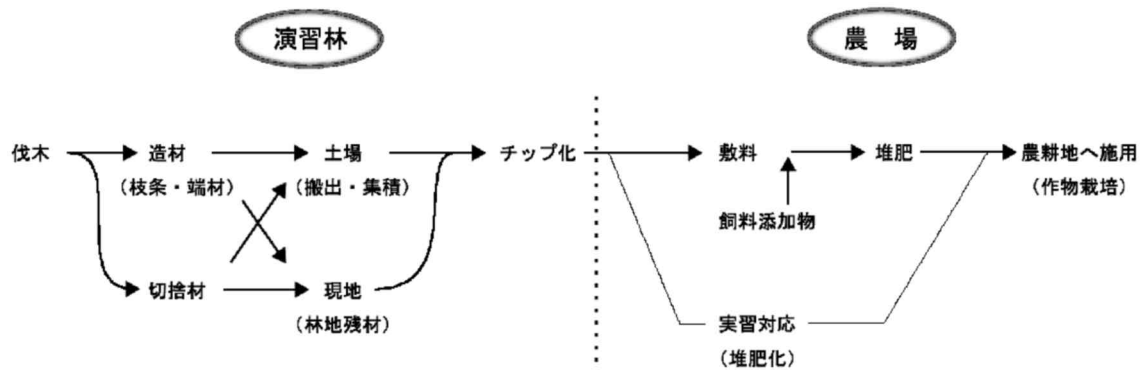 演習林
農　場
伐木
造材
(枝条・端材)
土場
(搬出・集積)
チップ化
敷料
堆肥
農耕地へ施用
(作物栽培)
飼料添加物
切捨材
現地
(林地残材)
実習対応
(堆肥化)